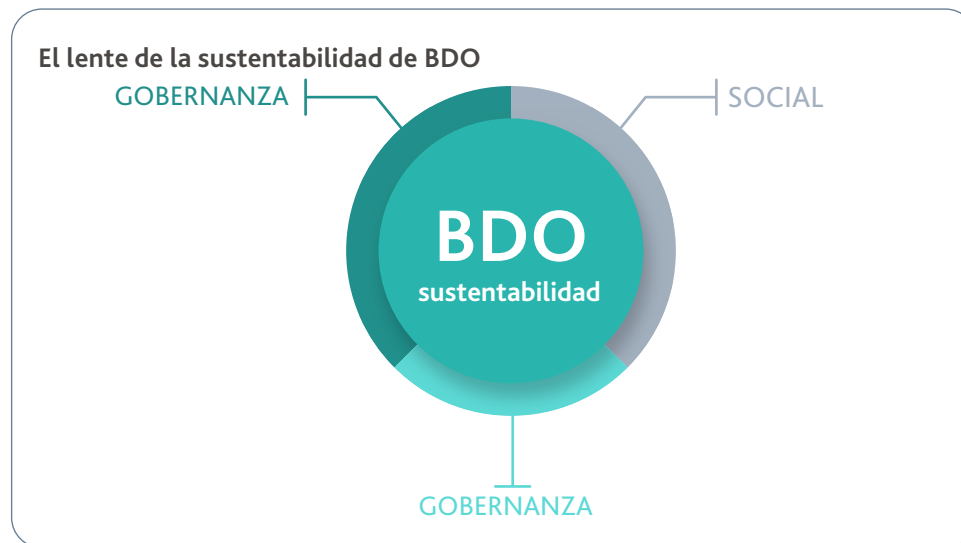 El lente de la sustentabilidad de BDO
GOBERNANZA
SOCIAL
BDO
sustentabilidad
GOBERNANZA